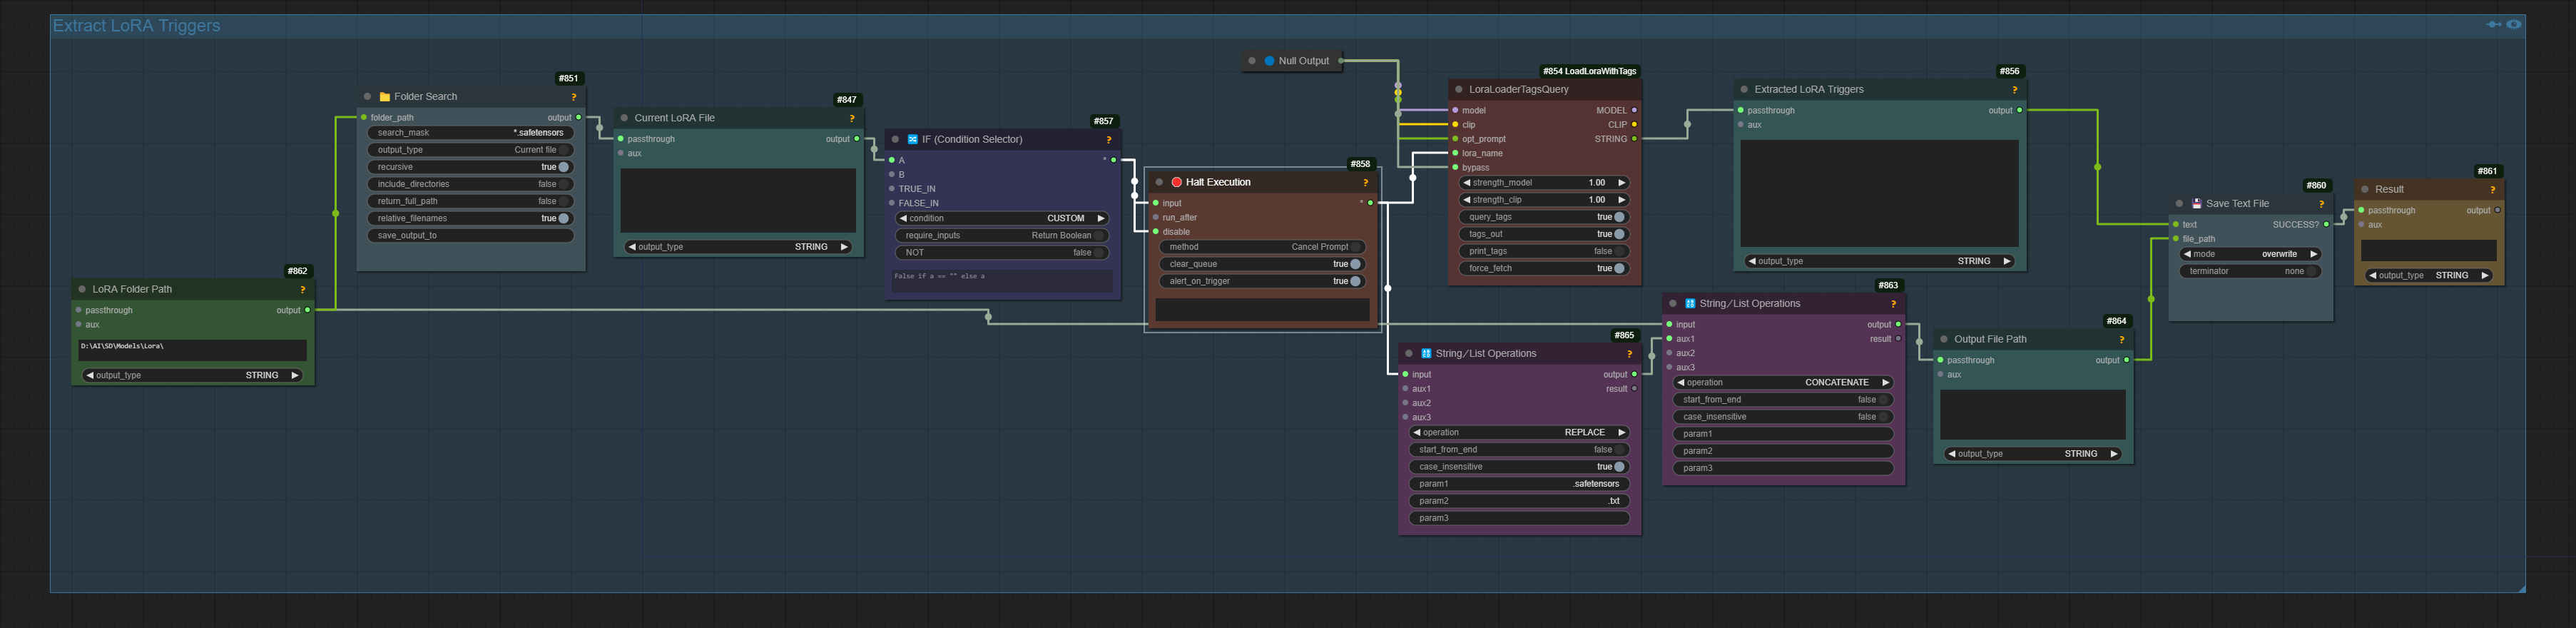 Extract LoRA Triggers
#862
LoRA Folder Path ?
passthrough output
aux
D:\AI\SD\Models\Lora\
output_type STRING
#851
Folder Search ?
folder_path output
search_mask *.safetensors
output_type Current file
recursive true
include_directories false
return_full_path false
relative_filenames true
save_output_to
#847
Current LoRA File ?
passthrough output
aux
output_type STRING
#857
IF (Condition Selector) ?
A *
B
TRUE_IN
FALSE_IN
condition CUSTOM
require_inputs Return Boolean
NOT false
False if a == "" else a
#858
Halt Execution ?
input *
run_after
disable
method Cancel Prompt
clear_queue true
alert_on_trigger true
Null Output
#854 LoadLoraWithTags
LoraLoaderTagsQuery
model MODEL
clip CLIP
opt_prompt STRING
lora_name
bypass
strength_model 1.00
strength_clip 1.00
query_tags true
tags_out true
print_tags false
force_fetch true
#865
String/List Operations ?
input output
aux1 result
aux2
aux3
operation REPLACE
start_from_end false
case_insensitive true
param1 .safetensors
param2 .txt
param3
#863
String/List Operations ?
input output
aux1 result
aux2
aux3
operation CONCATENATE
start_from_end false
case_insensitive false
param1
param2
param3
#856
Extracted LoRA Triggers ?
passthrough output
aux
output_type STRING
#864
Output File Path ?
passthrough output
aux
output_type STRING
#860
Save Text File ?
text SUCCESS?
file_path
mode overwrite
terminator none
#861
Result ?
passthrough output
aux
output_type STRING